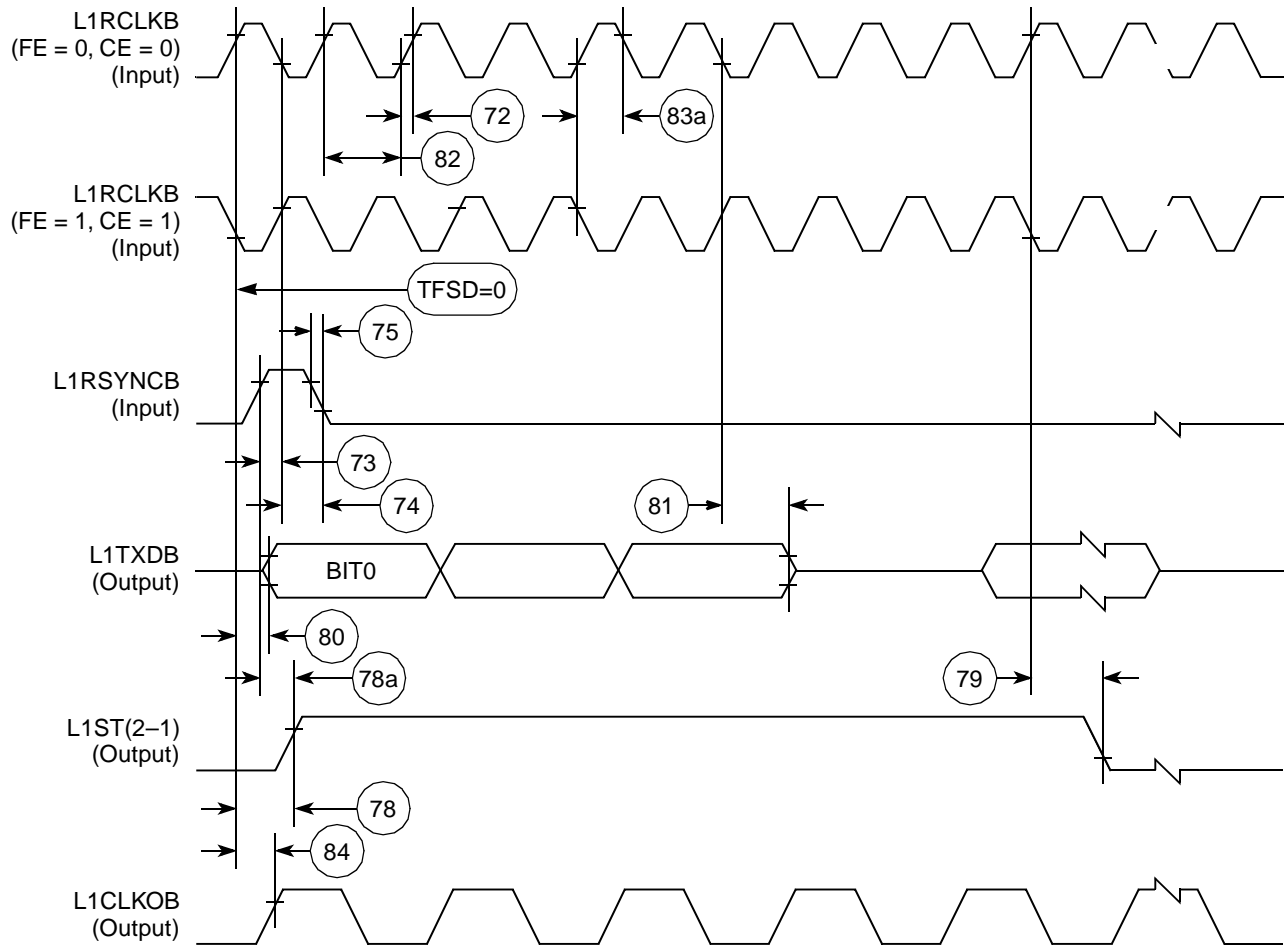 L1RCLKB
(FE = 0, CE = 0)
(Input)
72
83a
82
L1RCLKB
(FE = 1, CE = 1)
(Input)
TFSD=0
75
L1RSYNCB
(Input)
73
74
81
L1TXDB
(Output)
BIT0
80
78a
79
L1ST(2–1)
(Output)
78
84
L1CLKOB
(Output)